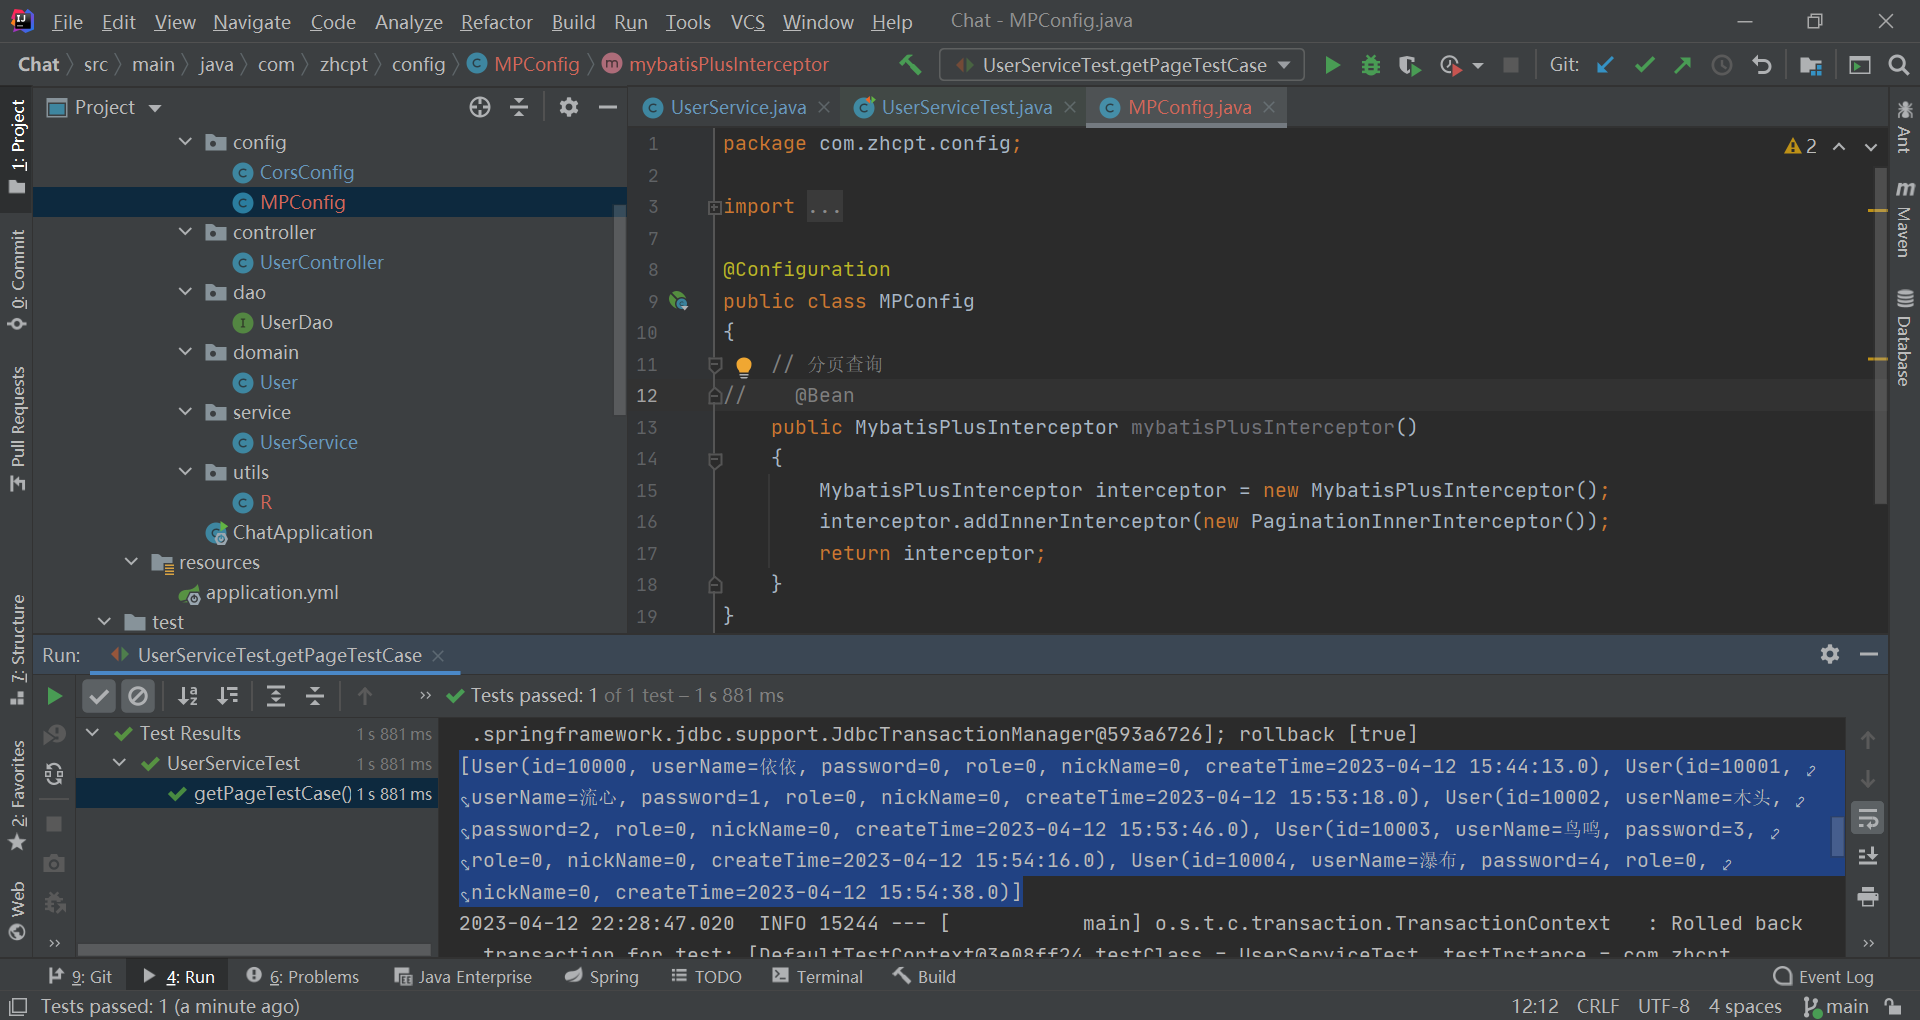 File Edit View Navigate Code Analyze Refactor Build Run Tools VCS Window Help Chat - MPConfig.java
Chat src main java com zhcpt config MPConfig mybatisPlusInterceptor UserServiceTest.getPageTestCase Git:
1: Project
0: Commit
Pull Requests
7: Structure
2: Favorites
Web
Project
config
CorsConfig
MPConfig
controller
UserController
dao
UserDao
domain
User
service
UserService
utils
R
ChatApplication
resources
application.yml
test
UserService.java UserServiceTest.java MPConfig.java
2
1 package com.zhcpt.config;
2
3 import ...
7
8 @Configuration
9 public class MPConfig
10 {
11 // 分页查询
12 // @Bean
13 public MybatisPlusInterceptor mybatisPlusInterceptor()
14 {
15 MybatisPlusInterceptor interceptor = new MybatisPlusInterceptor();
16 interceptor.addInnerInterceptor(new PaginationInnerInterceptor());
17 return interceptor;
18 }
19 }
Ant
Maven
Database
Run: UserServiceTest.getPageTestCase
Tests passed: 1 of 1 test – 1 s 881 ms
Test Results 1 s 881 ms
UserServiceTest 1 s 881 ms
getPageTestCase() 1 s 881 ms
.springframework.jdbc.support.JdbcTransactionManager@593a6726]; rollback [true]
[User(id=10000, userName=依依, password=0, role=0, nickName=0, createTime=2023-04-12 15:44:13.0), User(id=10001,
userName=流心, password=1, role=0, nickName=0, createTime=2023-04-12 15:53:18.0), User(id=10002, userName=木头,
password=2, role=0, nickName=0, createTime=2023-04-12 15:53:46.0), User(id=10003, userName=鸟鸣, password=3,
role=0, nickName=0, createTime=2023-04-12 15:54:16.0), User(id=10004, userName=瀑布, password=4, role=0,
nickName=0, createTime=2023-04-12 15:54:38.0)]
2023-04-12 22:28:47.020 INFO 15244 --- [ main] o.s.t.c.transaction.TransactionContext : Rolled back
transaction for test: [DefaultTestContext@3e08ff24 testClass = UserServiceTest, testInstance = com.zhcpt
9: Git 4: Run 6: Problems Java Enterprise Spring TODO Terminal Build Event Log
Tests passed: 1 (a minute ago) 12:12 CRLF UTF-8 4 spaces main